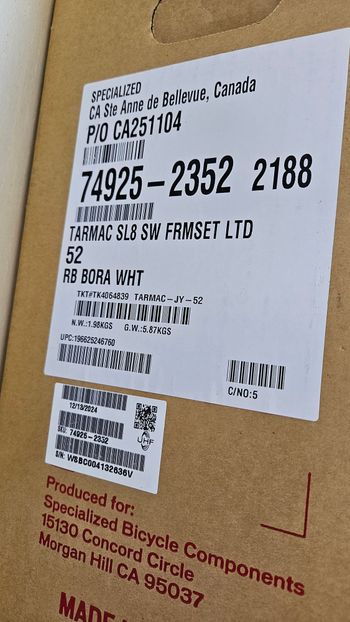 SPECIALIZED
CA Ste Anne de Bellevue, Canada
P/O CA251104
74925-2352 2188
TARMAC SL8 SW FRMSET LTD
52
RB BORA WHT
TKT#TK4064839 TARMAC-JY-52
N.W.:1.98KGS G.W.:5.87KGS
UPC:196625246760
C/NO:5
12/13/2024
SKU: 74925-2352
UHF
S/N: WSBC004132636V
Produced for:
Specialized Bicycle Components
15130 Concord Circle
Morgan Hill CA 95037
MADE